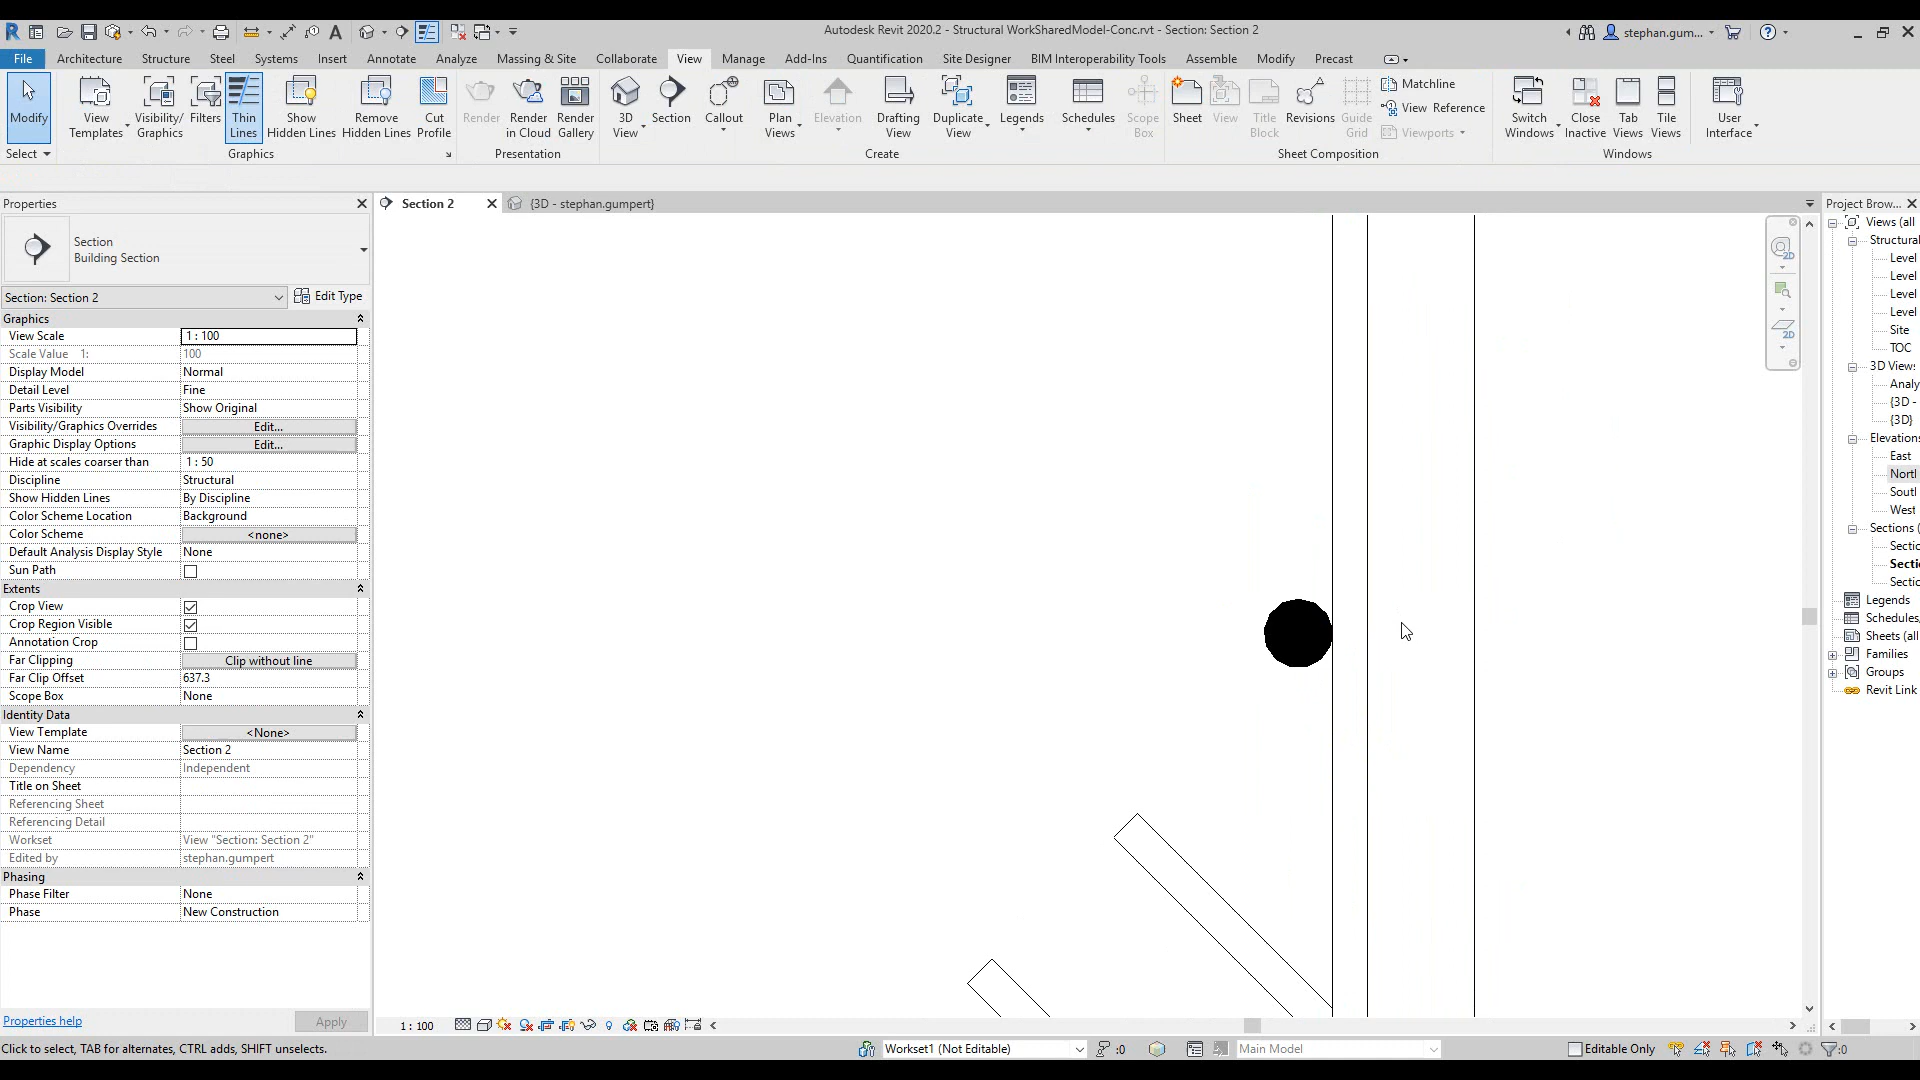 Autodesk Revit 2020.2 - Structural WorkSharedModel-Conc.rvt - Section: Section 2
stephan.gum...
File Architecture Structure Steel Systems Insert Annotate Analyze Massing & Site Collaborate View Manage Add-Ins Quantification Site Designer BIM Interoperability Tools Assemble Modify Precast
Modify
View Templates
Visibility/ Graphics
Filters
Thin Lines
Show Hidden Lines
Remove Hidden Lines
Cut Profile
Render
Render in Cloud
Render Gallery
3D View
Section
Callout
Plan Views
Elevation
Drafting View
Duplicate View
Legends
Schedules
Scope Box
Sheet
View
Title Block
Revisions
Guide Grid
Matchline
View Reference
Viewports
Switch Windows
Close Inactive
Tab Views
Tile Views
User Interface
Select Graphics Presentation Create Sheet Composition Windows
Properties
Section 2
{3D - stephan.gumpert}
Project Brow...
Section
Building Section
Section: Section 2
Edit Type
Graphics
View Scale 1 : 100
Scale Value 1: 100
Display Model Normal
Detail Level Fine
Parts Visibility Show Original
Visibility/Graphics Overrides Edit...
Graphic Display Options Edit...
Hide at scales coarser than 1 : 50
Discipline Structural
Show Hidden Lines By Discipline
Color Scheme Location Background
Color Scheme <none>
Default Analysis Display Style None
Sun Path
Extents
Crop View
Crop Region Visible
Annotation Crop
Far Clipping Clip without line
Far Clip Offset 637.3
Scope Box None
Identity Data
View Template <None>
View Name Section 2
Dependency Independent
Title on Sheet
Referencing Sheet
Referencing Detail
Workset View "Section: Section 2"
Edited by stephan.gumpert
Phasing
Phase Filter None
Phase New Construction
Properties help
Apply
2D
2D
Views (all
Structural
Level
Level
Level
Level
Site
TOC
3D Views
Analy
{3D -
{3D}
Elevations
East
Nortl
Soutl
West
Sections (
Sectio
Sectio
Sectio
Legends
Schedules,
Sheets (all
Families
Groups
Revit Link
1 : 100
Click to select, TAB for alternates, CTRL adds, SHIFT unselects.
Workset1 (Not Editable)
:0
Main Model
Editable Only
:0